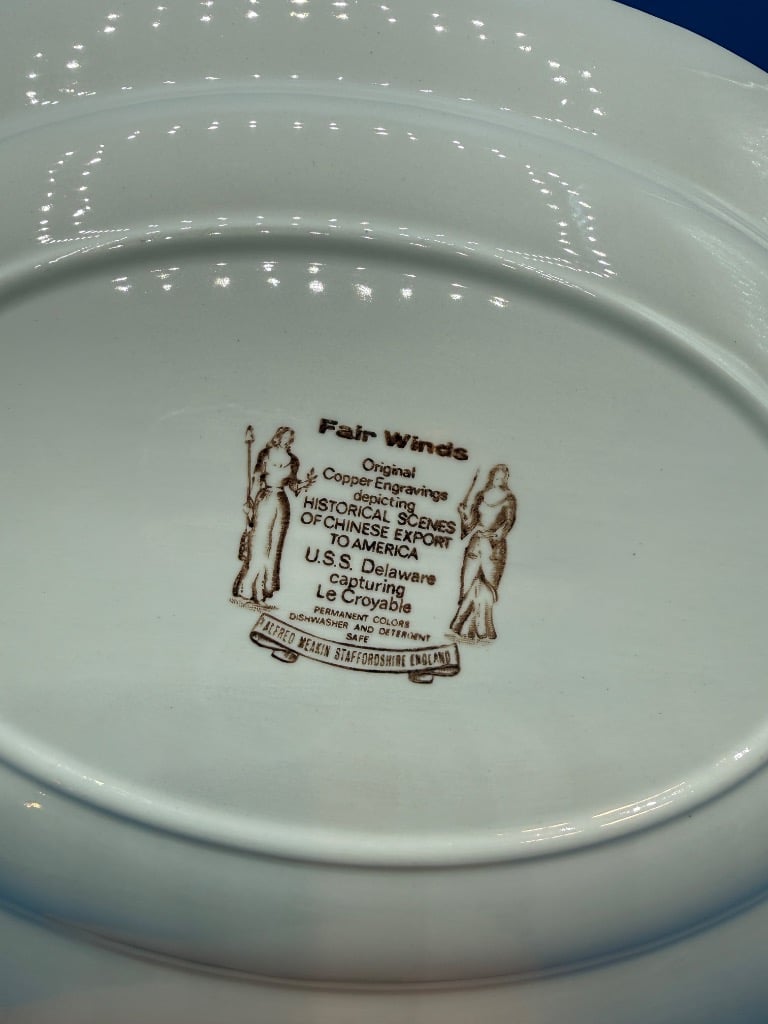 Fair Winds
Original
Copper Engravings
depicting
HISTORICAL SCENES
OF CHINESE EXPORT
TO AMERICA
U.S.S. Delaware
capturing
Le Croyable
PERMANENT COLORS
DISHWASHER AND DETERGENT
SAFE
ALFRED MEAKIN STAFFORDSHIRE ENGLAND